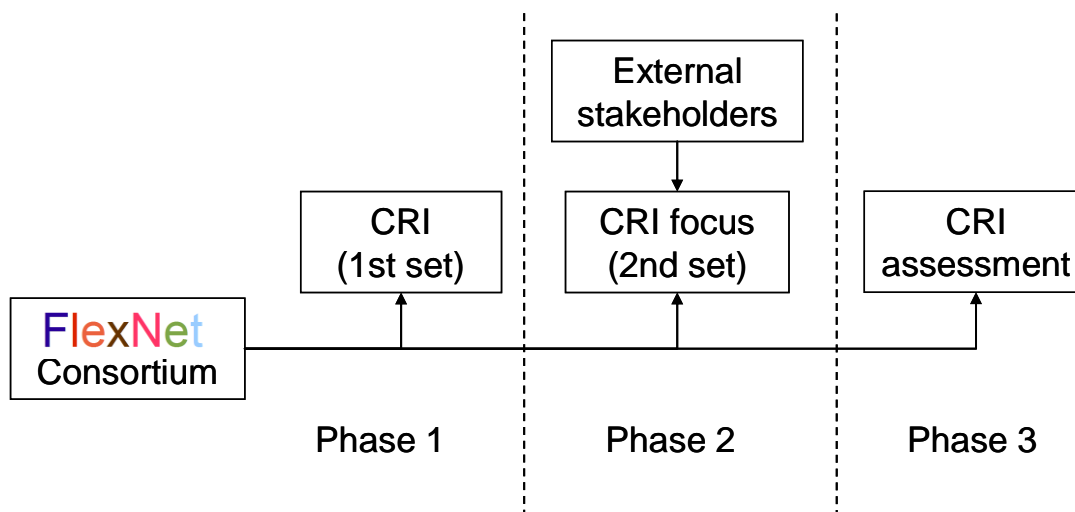 External
stakeholders
CRI
(1st set)
CRI focus
(2nd set)
CRI
assessment
FlexNet
Consortium
Phase 1
Phase 2
Phase 3